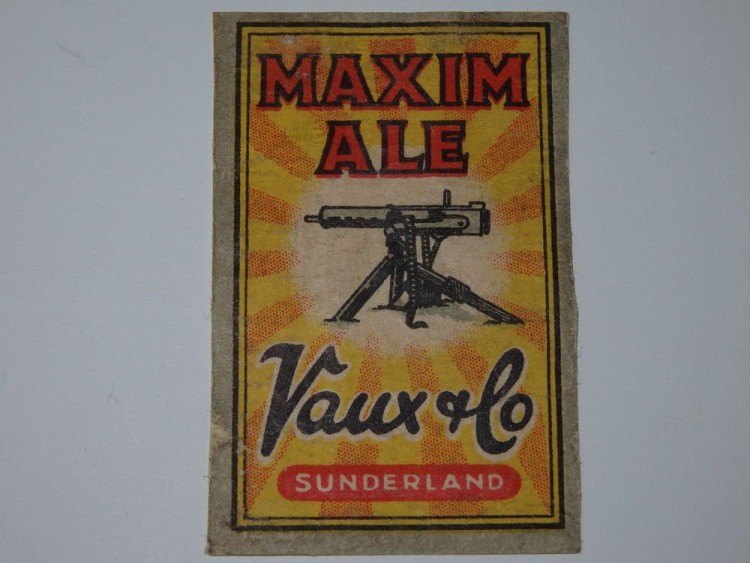 MAXIM
ALE
Vaux & Co
SUNDERLAND